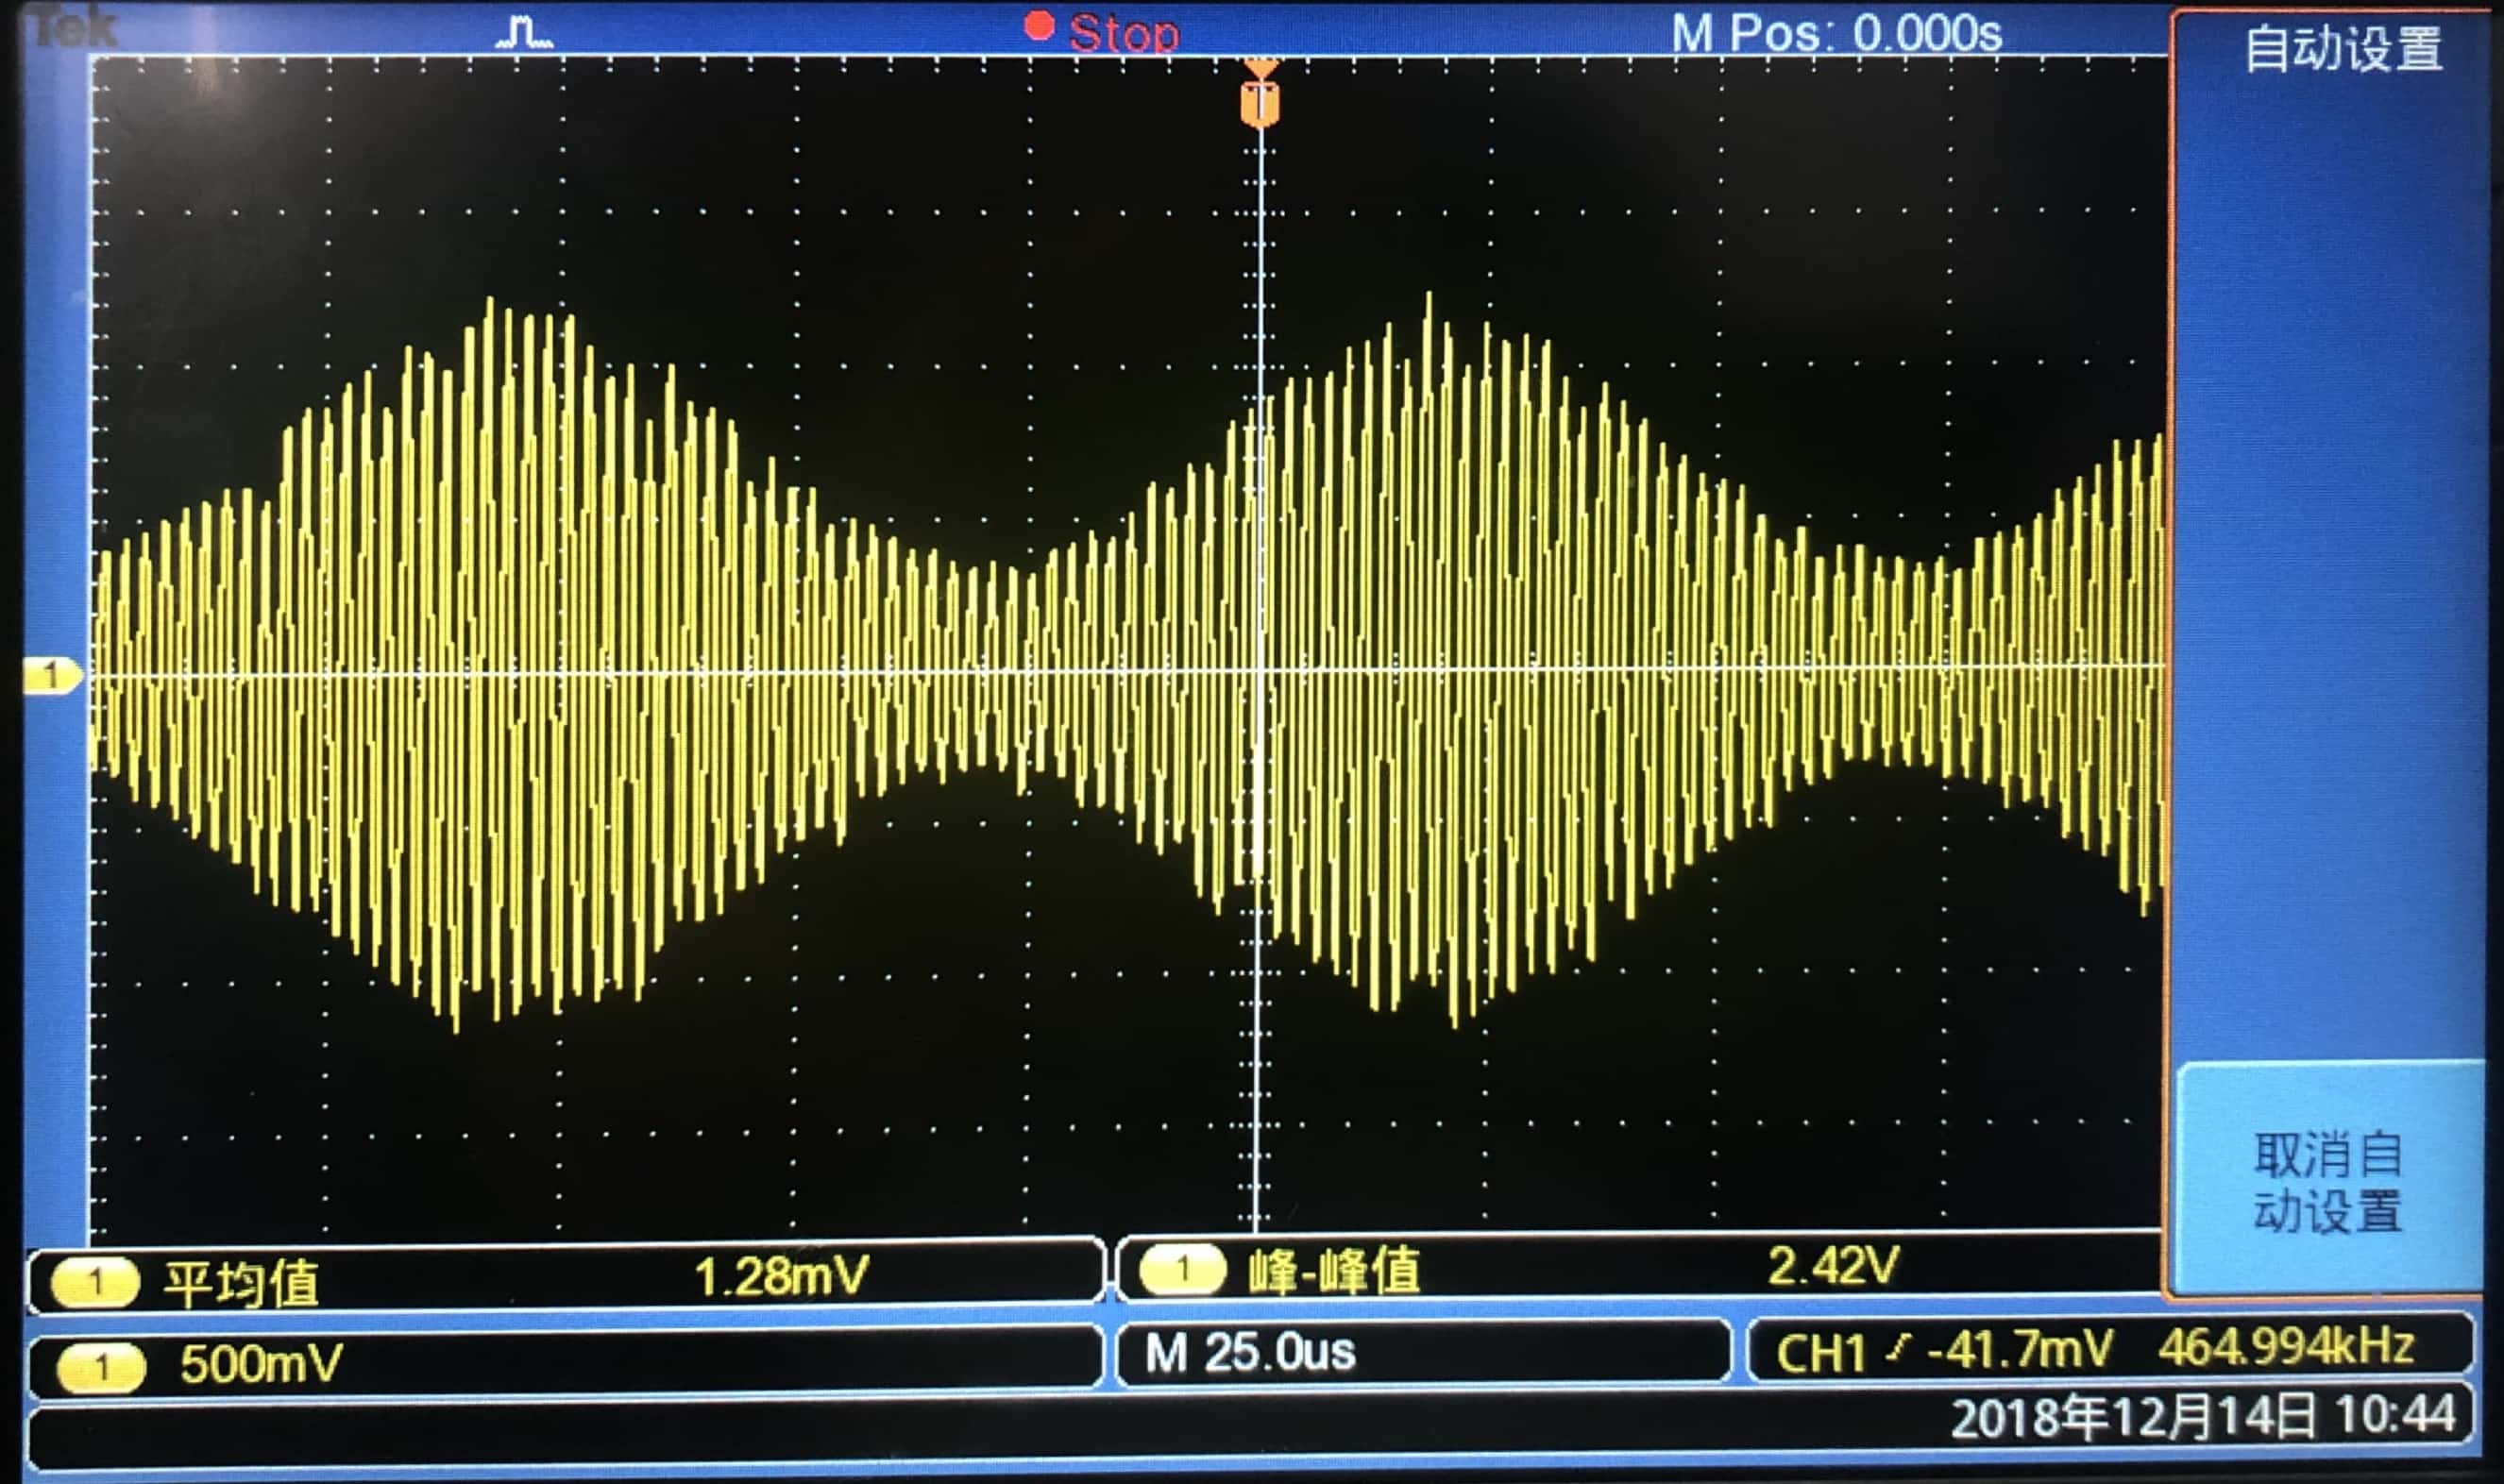 Tek
Stop
M Pos: 0.000s
自动设置
T
1
取消自
动设置
1 平均值 1.28mV
1 峰-峰值 2.42V
1 500mV
M 25.0us
CH1 -41.7mV 464.994kHz
2018年12月14日 10:44